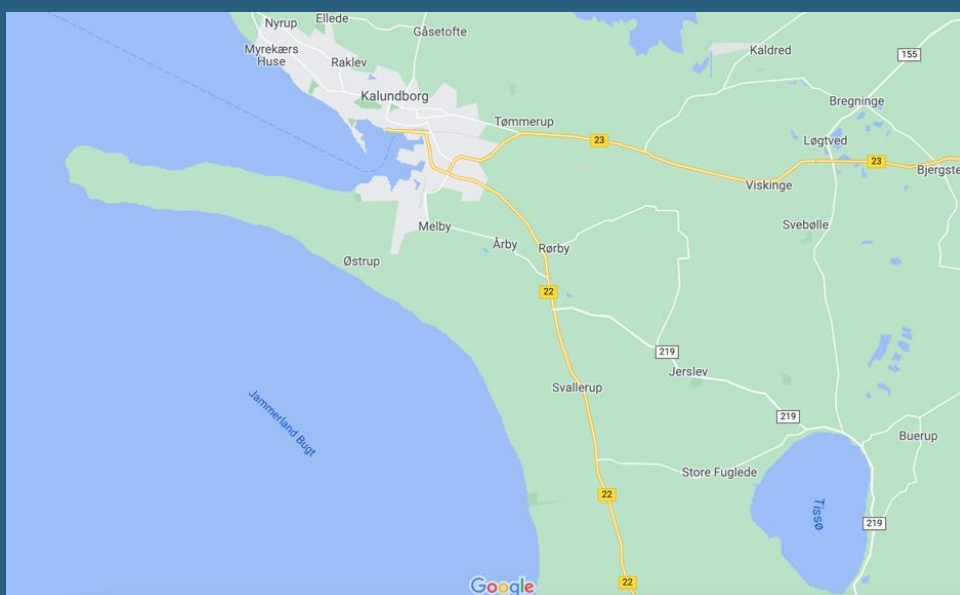 Nyrup
Ellede
Gåsetofte
Myrekærs
Huse
Raklev
Kaldred
155
Kalundborg
Bregninge
Tømmerup
23
Løgtved
23
Bjergste
Viskinge
Melby
Svebølle
Årby
Rørby
Østrup
22
219
Jerslev
Svallerup
Jammerland Bugt
219
Buerup
Store Fuglede
22
Tissø
219
22
Google